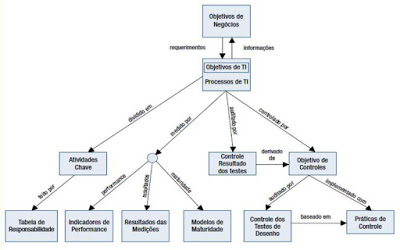 Objetivos de
Negócios
requerimentos
informações
Objetivos de TI
Processos de TI
dividido em
medido por
auditado por
controlado por
Atividades
Chave
Controle
Resultado
dos testes
derivado
de
Objetivo de
Controles
feito por
performance
resultados
maturidade
auditado por
implementado com
Tabela de
Responsabilidade
Indicadores de
Performance
Resultados das
Medições
Modelos de
Maturidade
Controle dos
Testes de
Desenho
baseado em
Práticas de
Controle